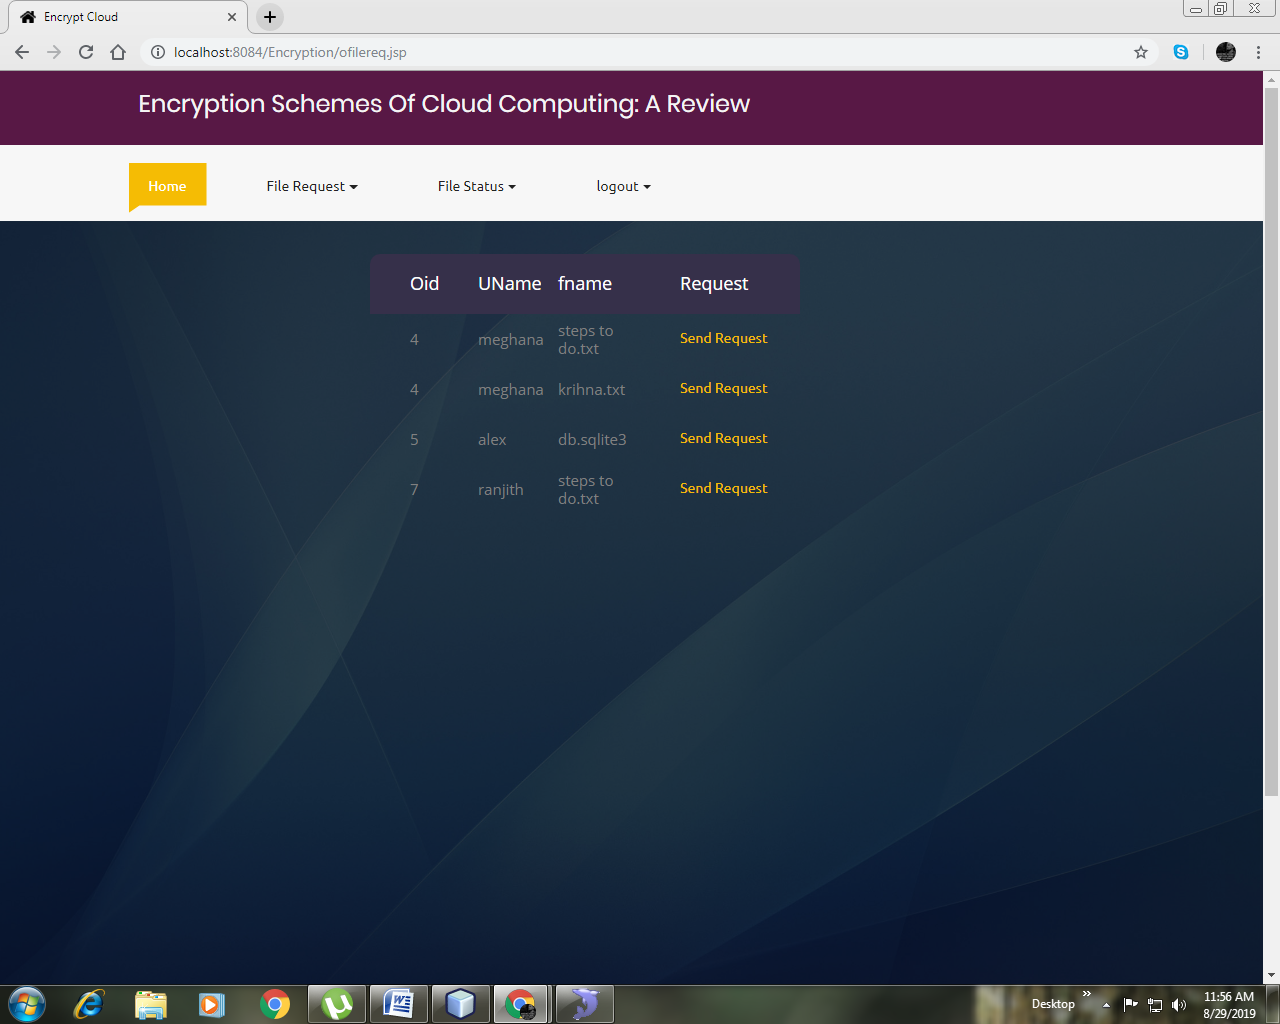 Encrypt Cloud
localhost:8084/Encryption/ofilereq.jsp
Encryption Schemes Of Cloud Computing: A Review
Home File Request File Status logout
Oid UName fname Request
4 meghana steps to do.txt Send Request
4 meghana krihna.txt Send Request
5 alex db.sqlite3 Send Request
7 ranjith steps to do.txt Send Request
Desktop
11:56 AM
8/29/2019